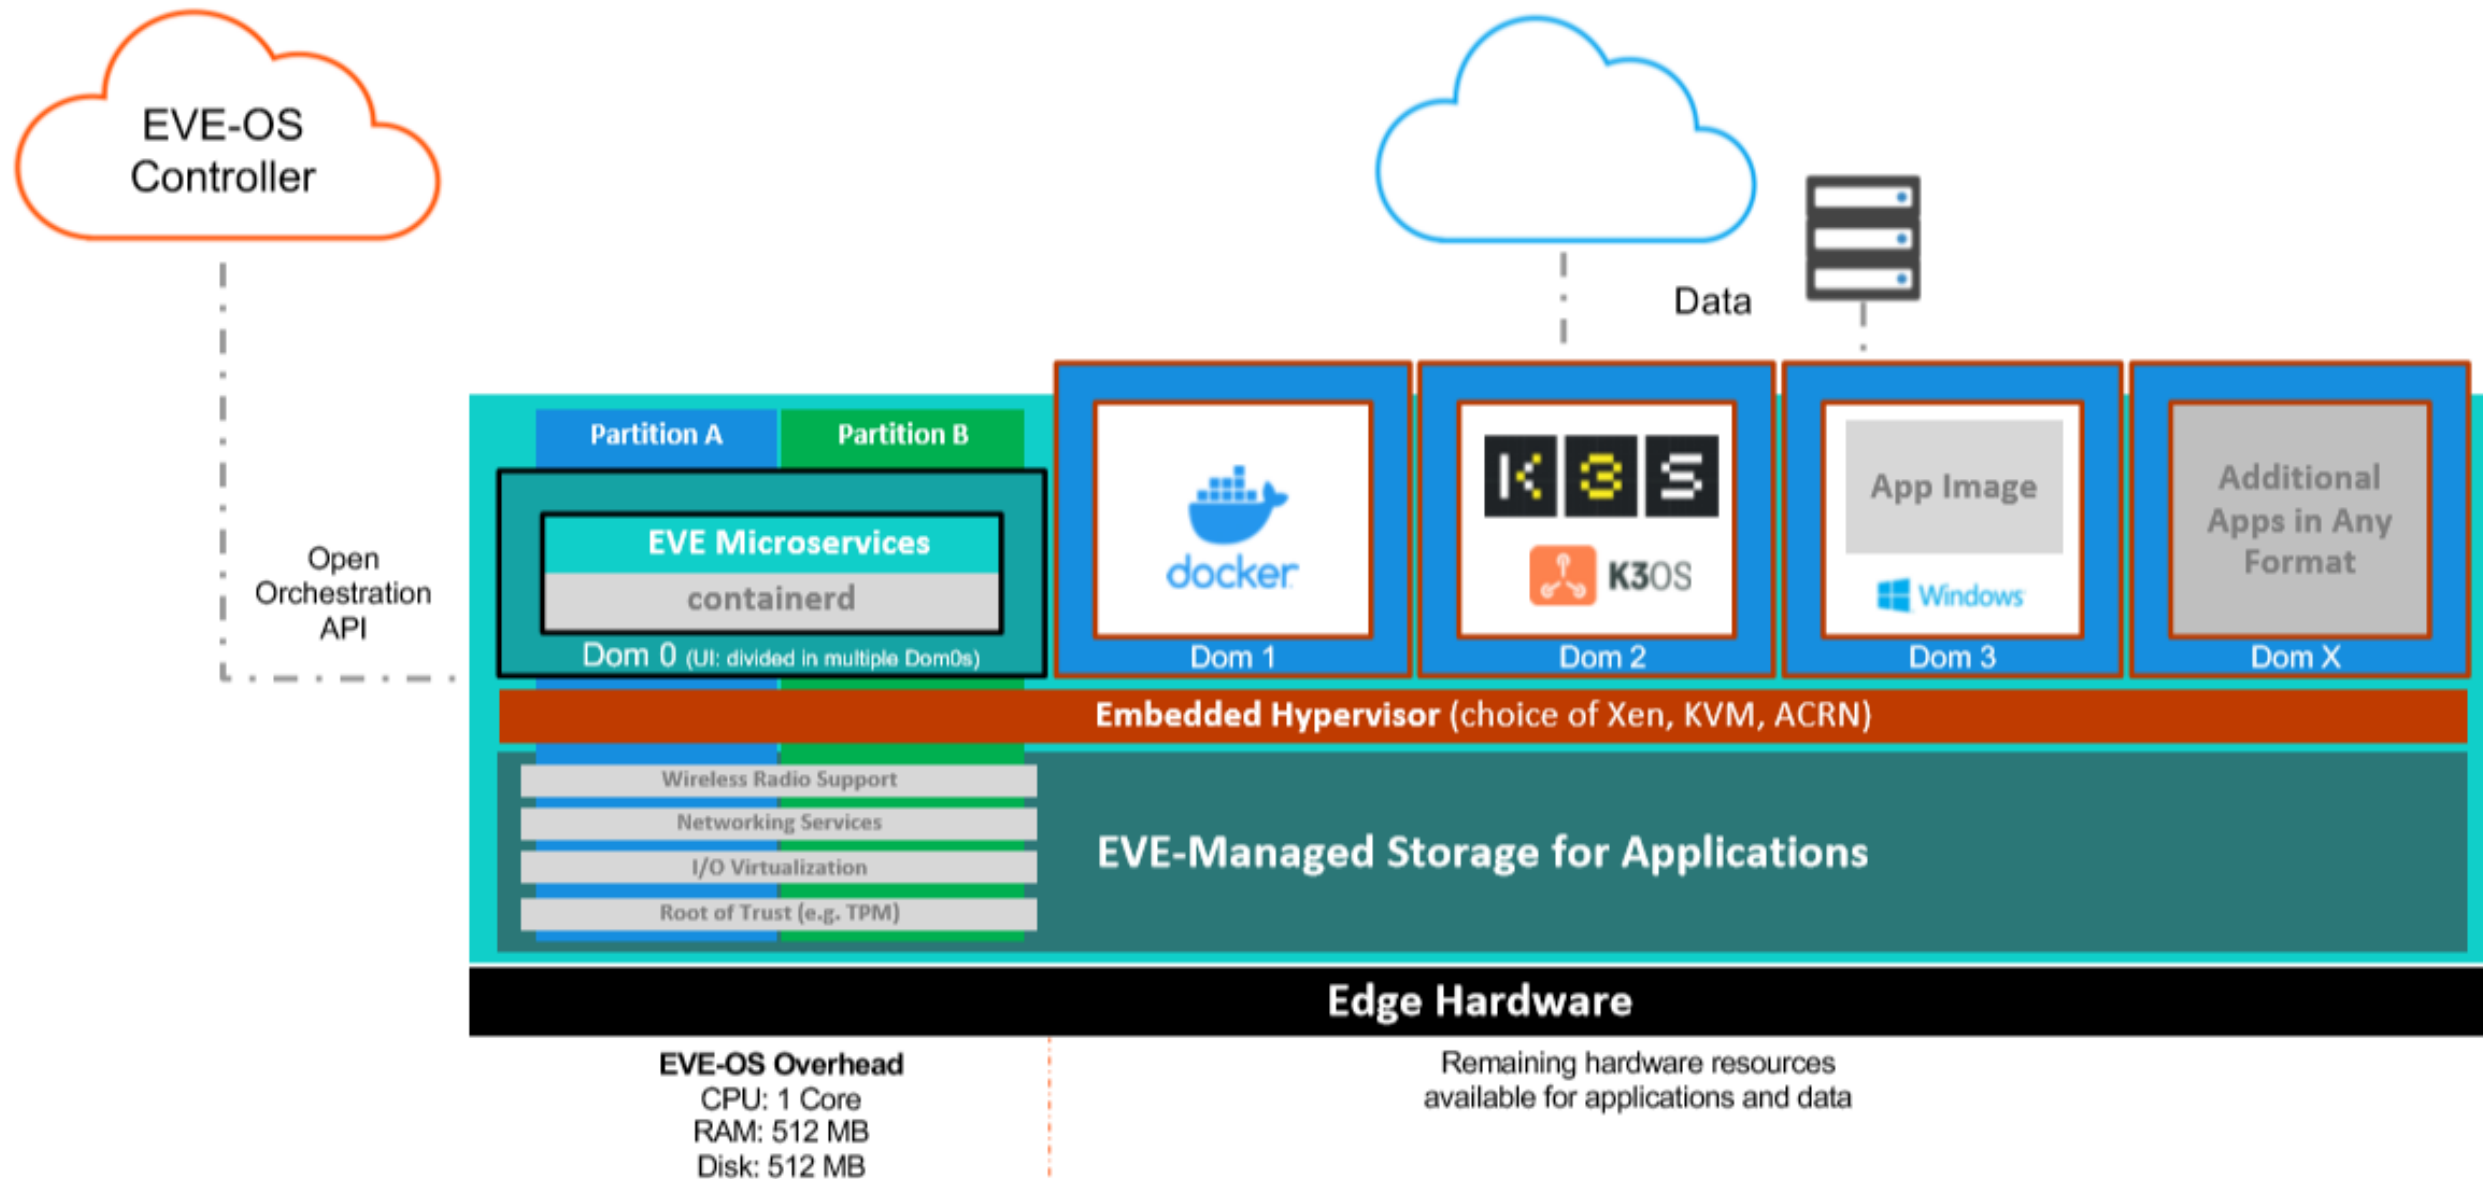 EVE-OS
Controller
Data
Open
Orchestration
API
Partition A
Partition B
EVE Microservices
containerd
Dom 0 (UI: divided in multiple Dom0s)
docker
Dom 1
K3S
K3OS
Dom 2
App Image
Windows
Dom 3
Additional
Apps in Any
Format
Dom X
Embedded Hypervisor (choice of Xen, KVM, ACRN)
Wireless Radio Support
Networking Services
I/O Virtualization
Root of Trust (e.g. TPM)
EVE-Managed Storage for Applications
Edge Hardware
EVE-OS Overhead
CPU: 1 Core
RAM: 512 MB
Disk: 512 MB
Remaining hardware resources
available for applications and data